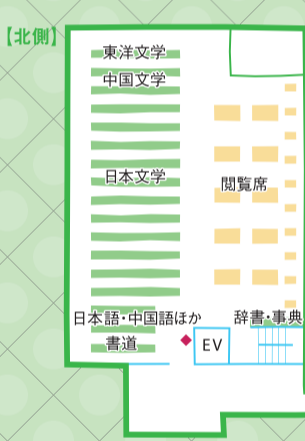 【北側】
東洋文学
中国文学
日本文学
閲覧席
日本語・中国語ほか
辞書・事典
書道
EV